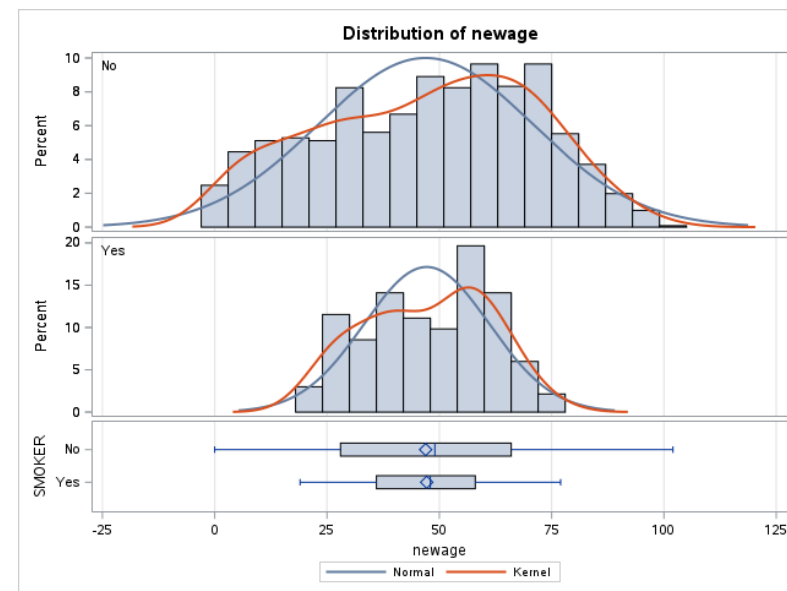 Distribution of newage
No
10
8
6
4
2
0
Percent
Yes
20
15
10
5
0
Percent
SMOKER
No
Yes
-25 0 25 50 75 100 125
newage
Normal Kernel